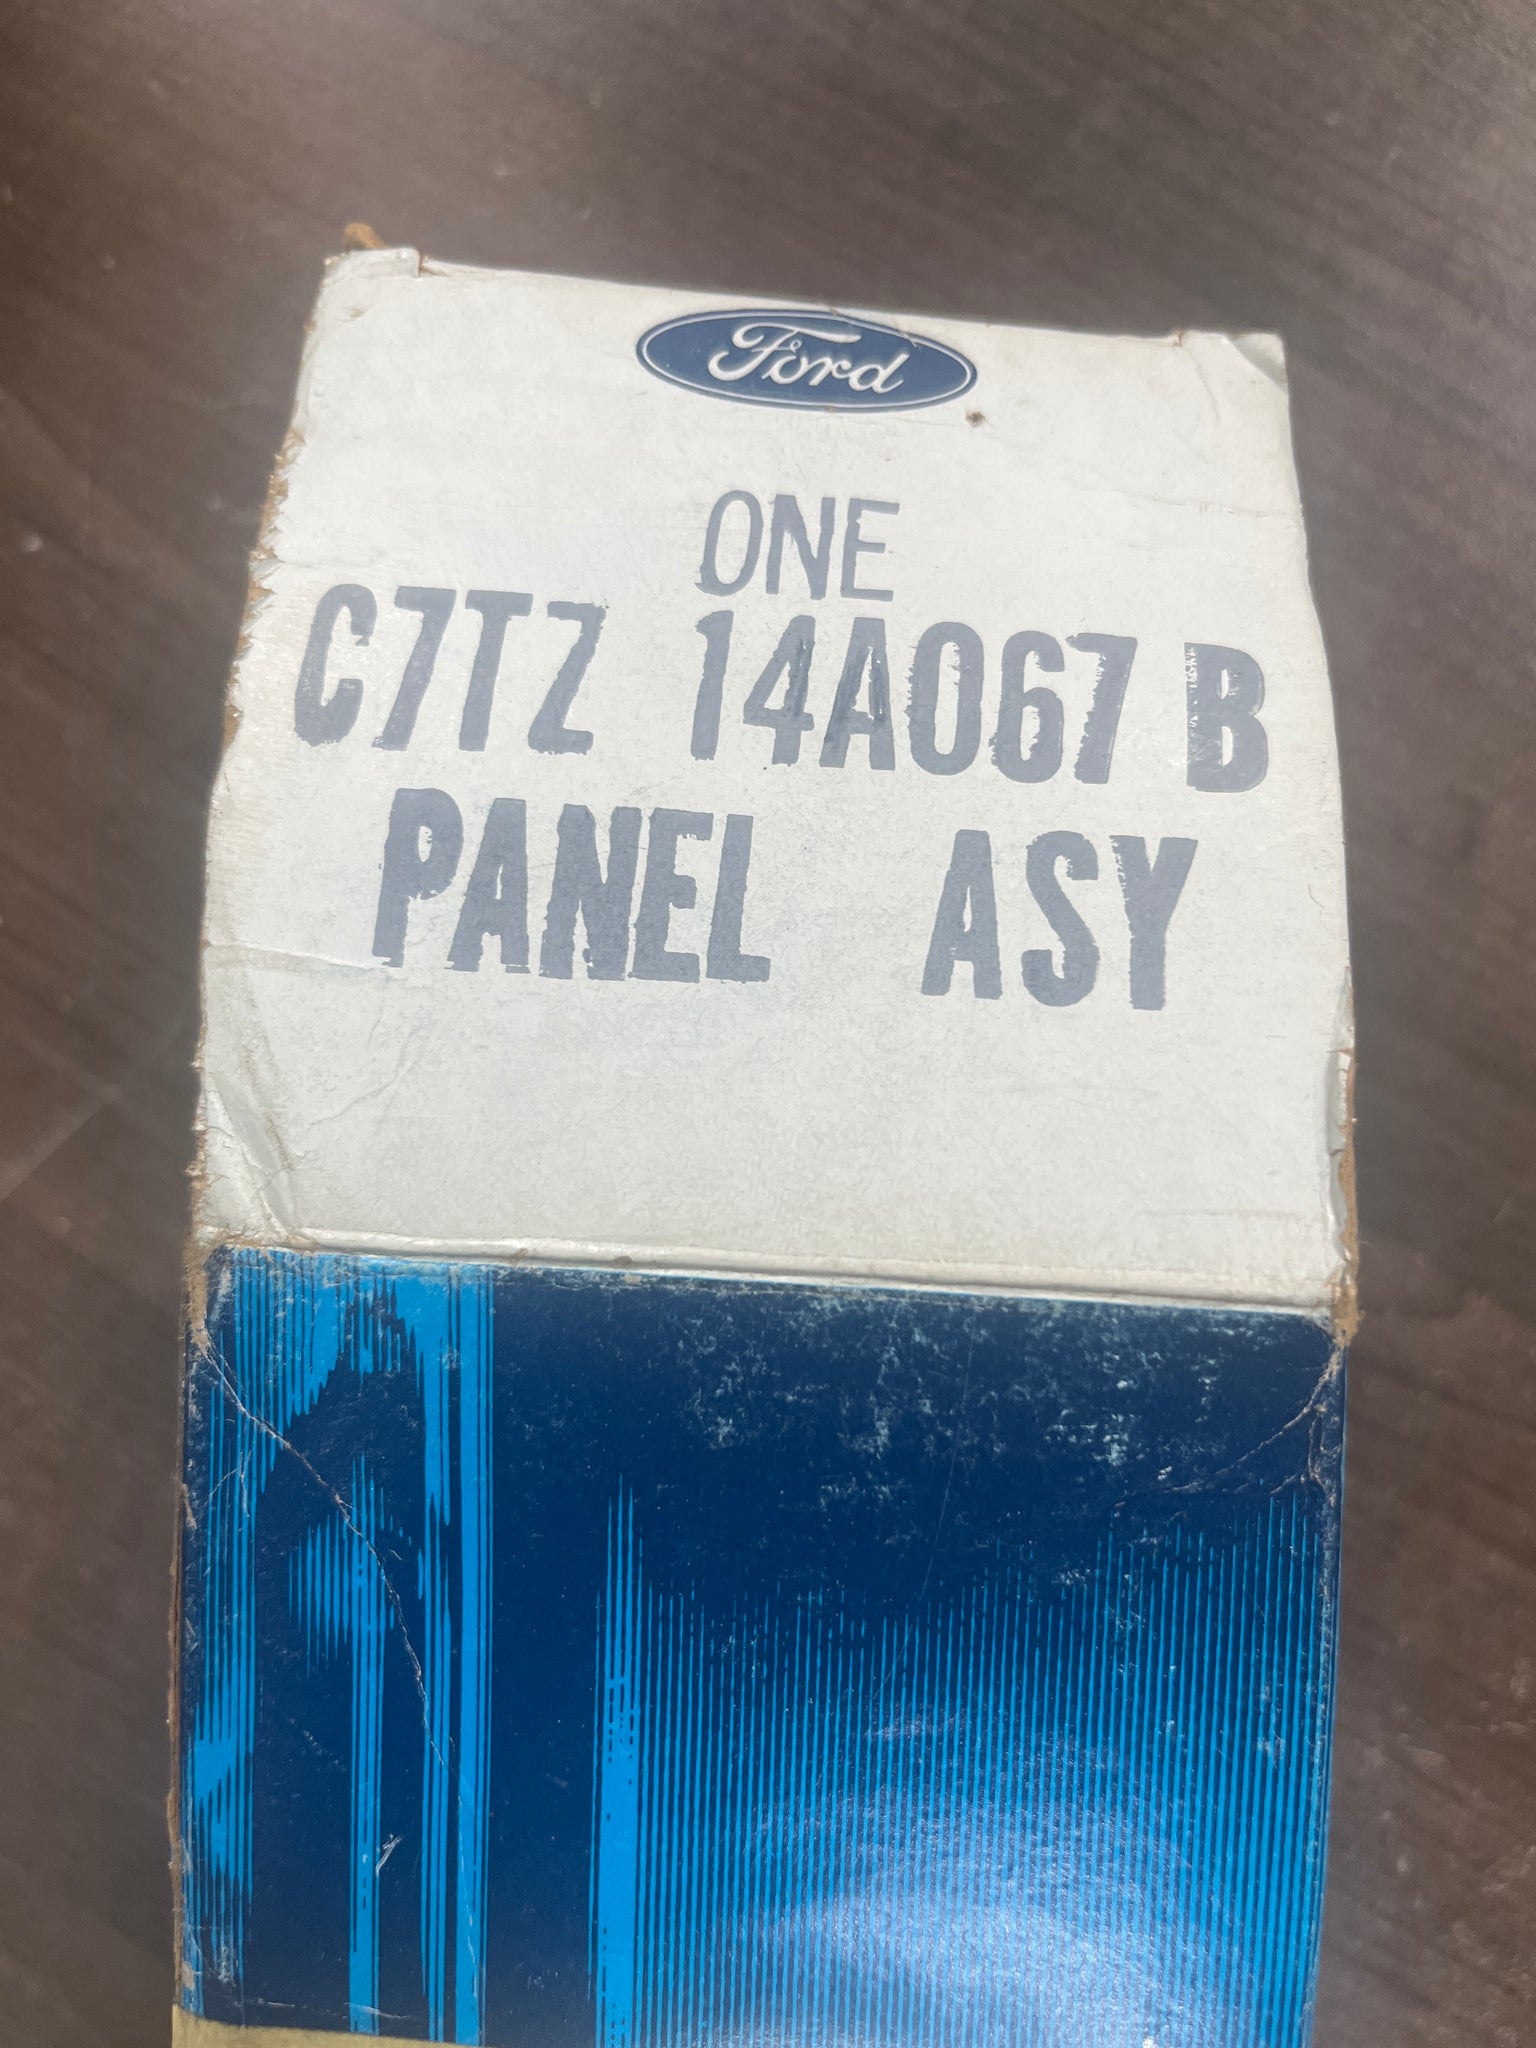 Ford
ONE
C7TZ 14A067 B
PANEL ASY